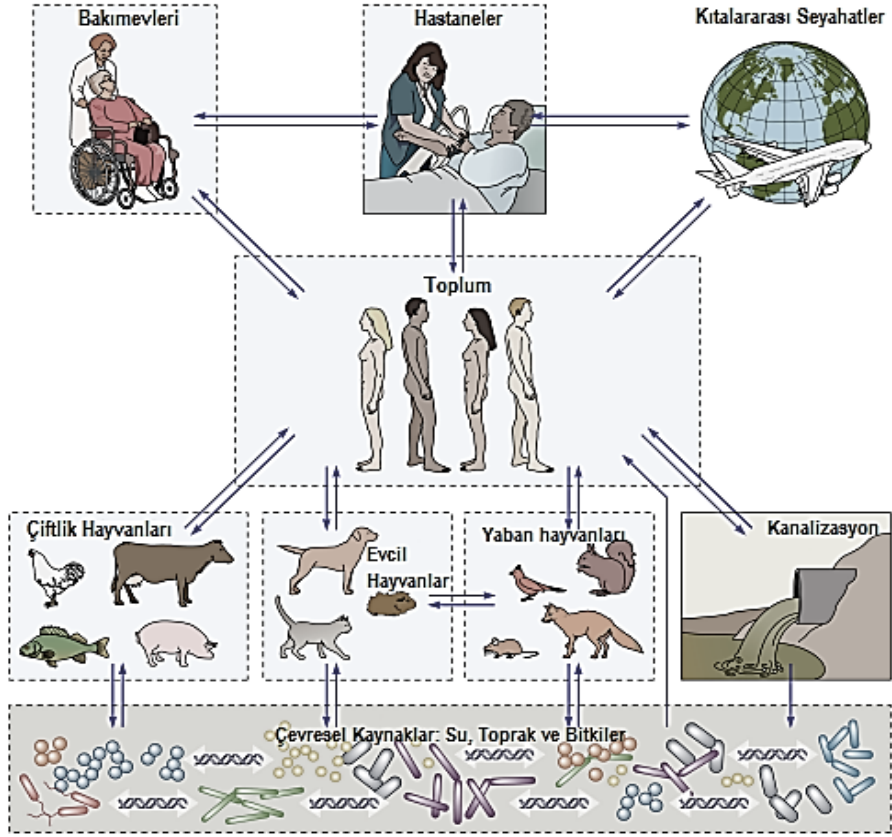 Bakımevleri
Hastaneler
Kıtalararası Seyahatler
Toplum
Çiftlik Hayvanları
Evcil
Hayvanlar
Yaban hayvanları
Kanalizasyon
Çevresel Kaynaklar: Su, Toprak ve Bitkiler